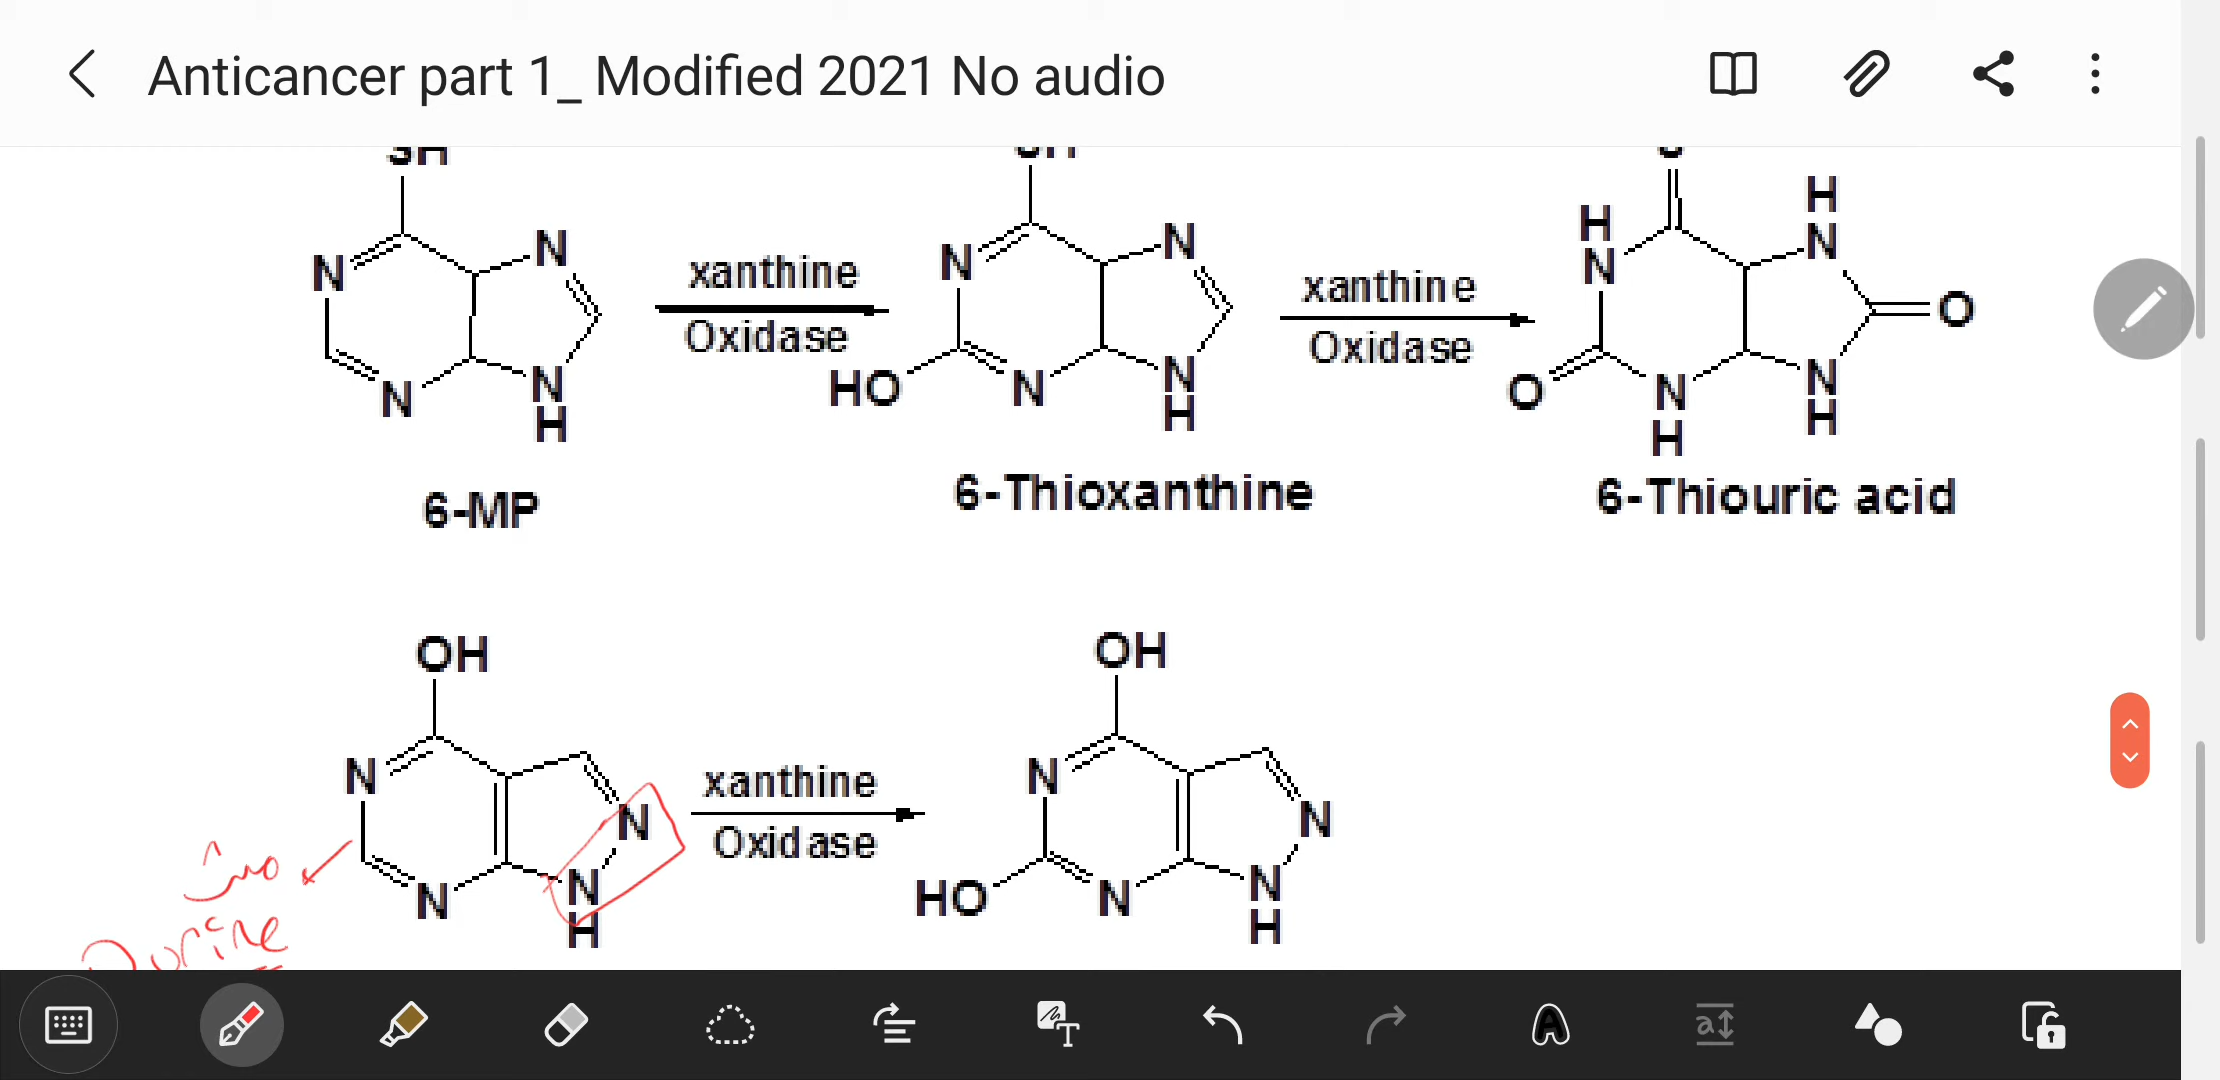 Anticancer part 1_ Modified 2021 No audio
SH
N
N
N
N
H
6-MP
xanthine
Oxidase
N
N
N
N
H
HO
6-Thioxanthine
xanthine
Oxidase
H
N
H
N
O
O
N
H
N
H
6-Thiouric acid
OH
N
N
N
N
H
xanthine
Oxidase
OH
N
N
N
N
H
HO
Purine
T
A
a